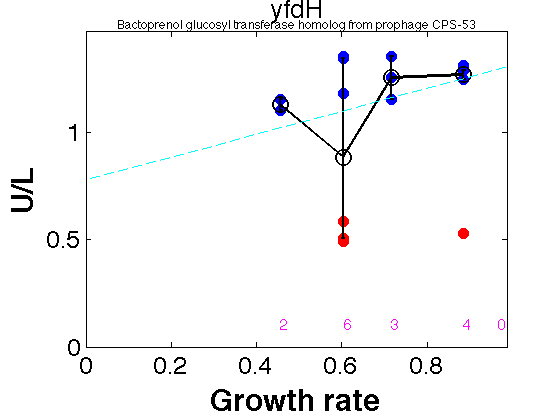 yfdH
Bactoprenol glucosyl transferase homolog from prophage CPS-53
U/L
1
0.5
0
2 6 3 4 0
0 0.2 0.4 0.6 0.8
Growth rate